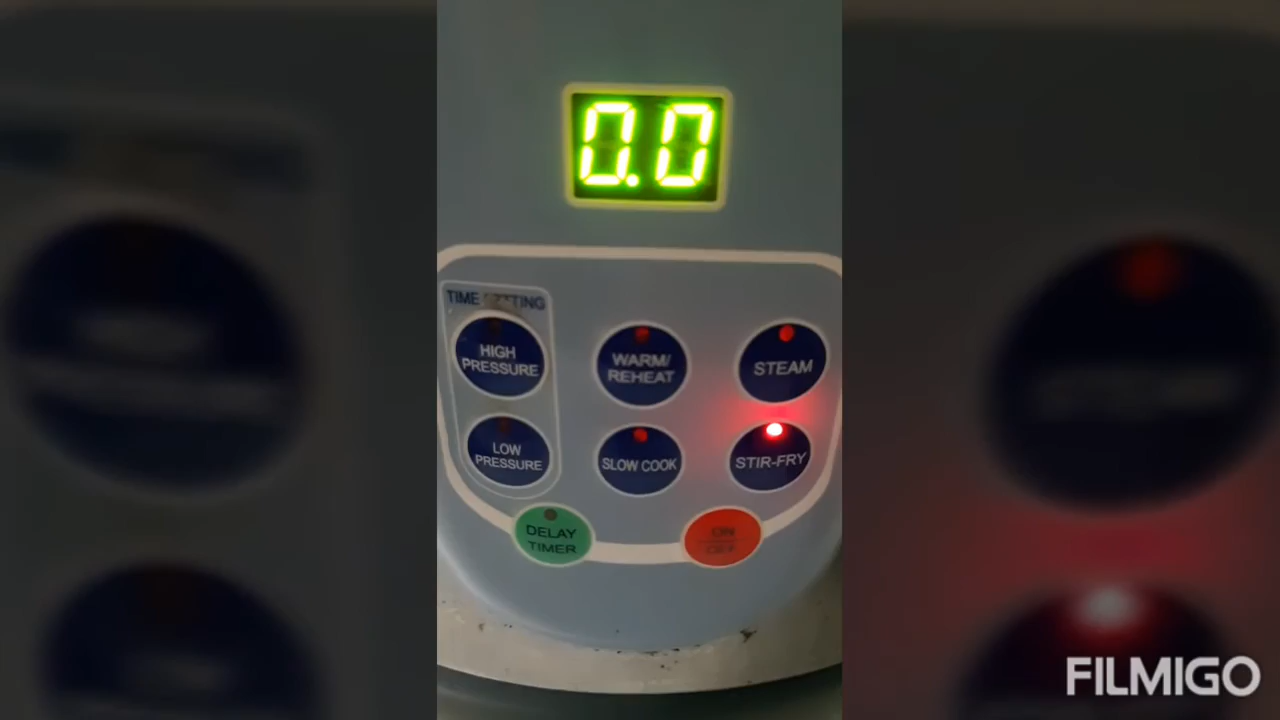 0.0
TIME SETTING
HIGH
PRESSURE
WARM/
REHEAT
STEAM
LOW
PRESSURE
SLOW COOK
STIR-FRY
DELAY
TIMER
ON
OFF
FILMIGO